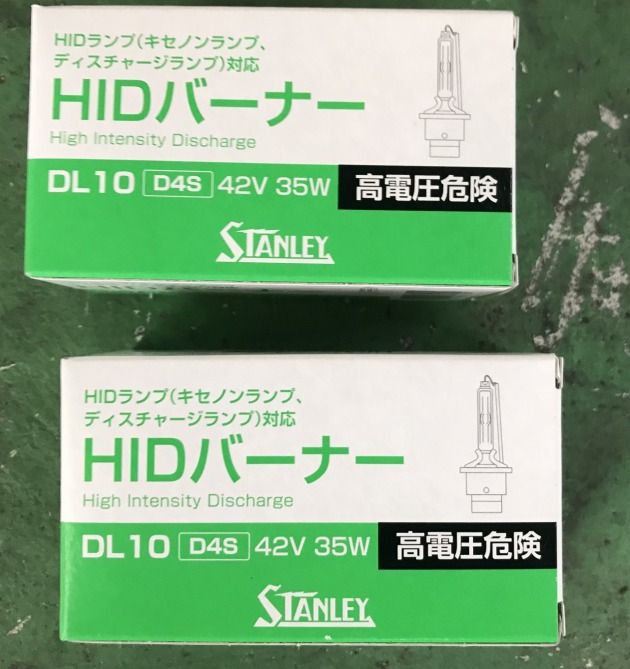 HIDランプ(キセノンランプ、
ディスチャージランプ)対応
HIDバーナー
High Intensity Discharge
DL10 D4S 42V 35W 高電圧危険
STANLEY
HIDランプ(キセノンランプ、
ディスチャージランプ)対応
HIDバーナー
High Intensity Discharge
DL10 D4S 42V 35W 高電圧危険
STANLEY